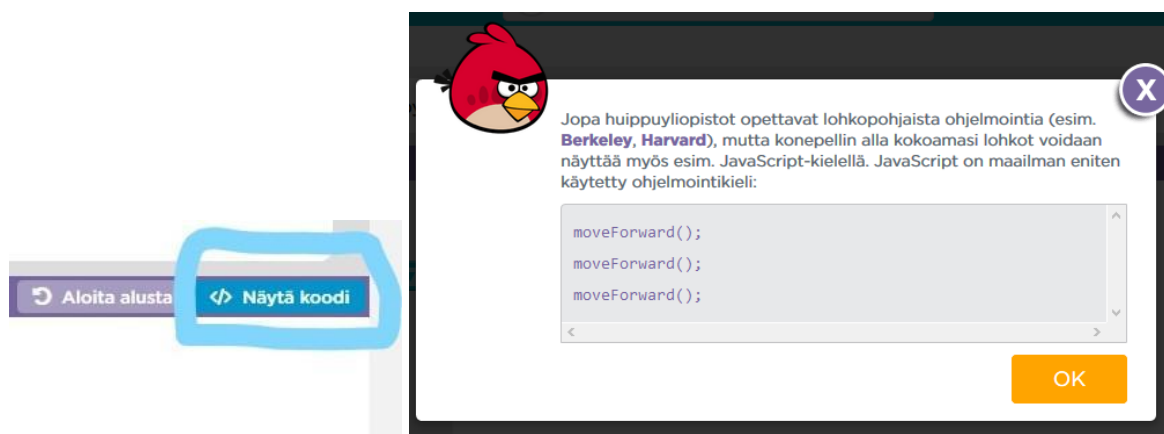 Aloita alusta
</> Näytä koodi
X
Jopa huippuyliopistot opettavat lohkopohjaista ohjelmointia (esim.
Berkeley, Harvard), mutta konepellin alla kokoamasi lohkot voidaan
näyttää myös esim. JavaScript-kielellä. JavaScript on maailman eniten
käytetty ohjelmointikieli:
moveForward();
moveForward();
moveForward();
OK